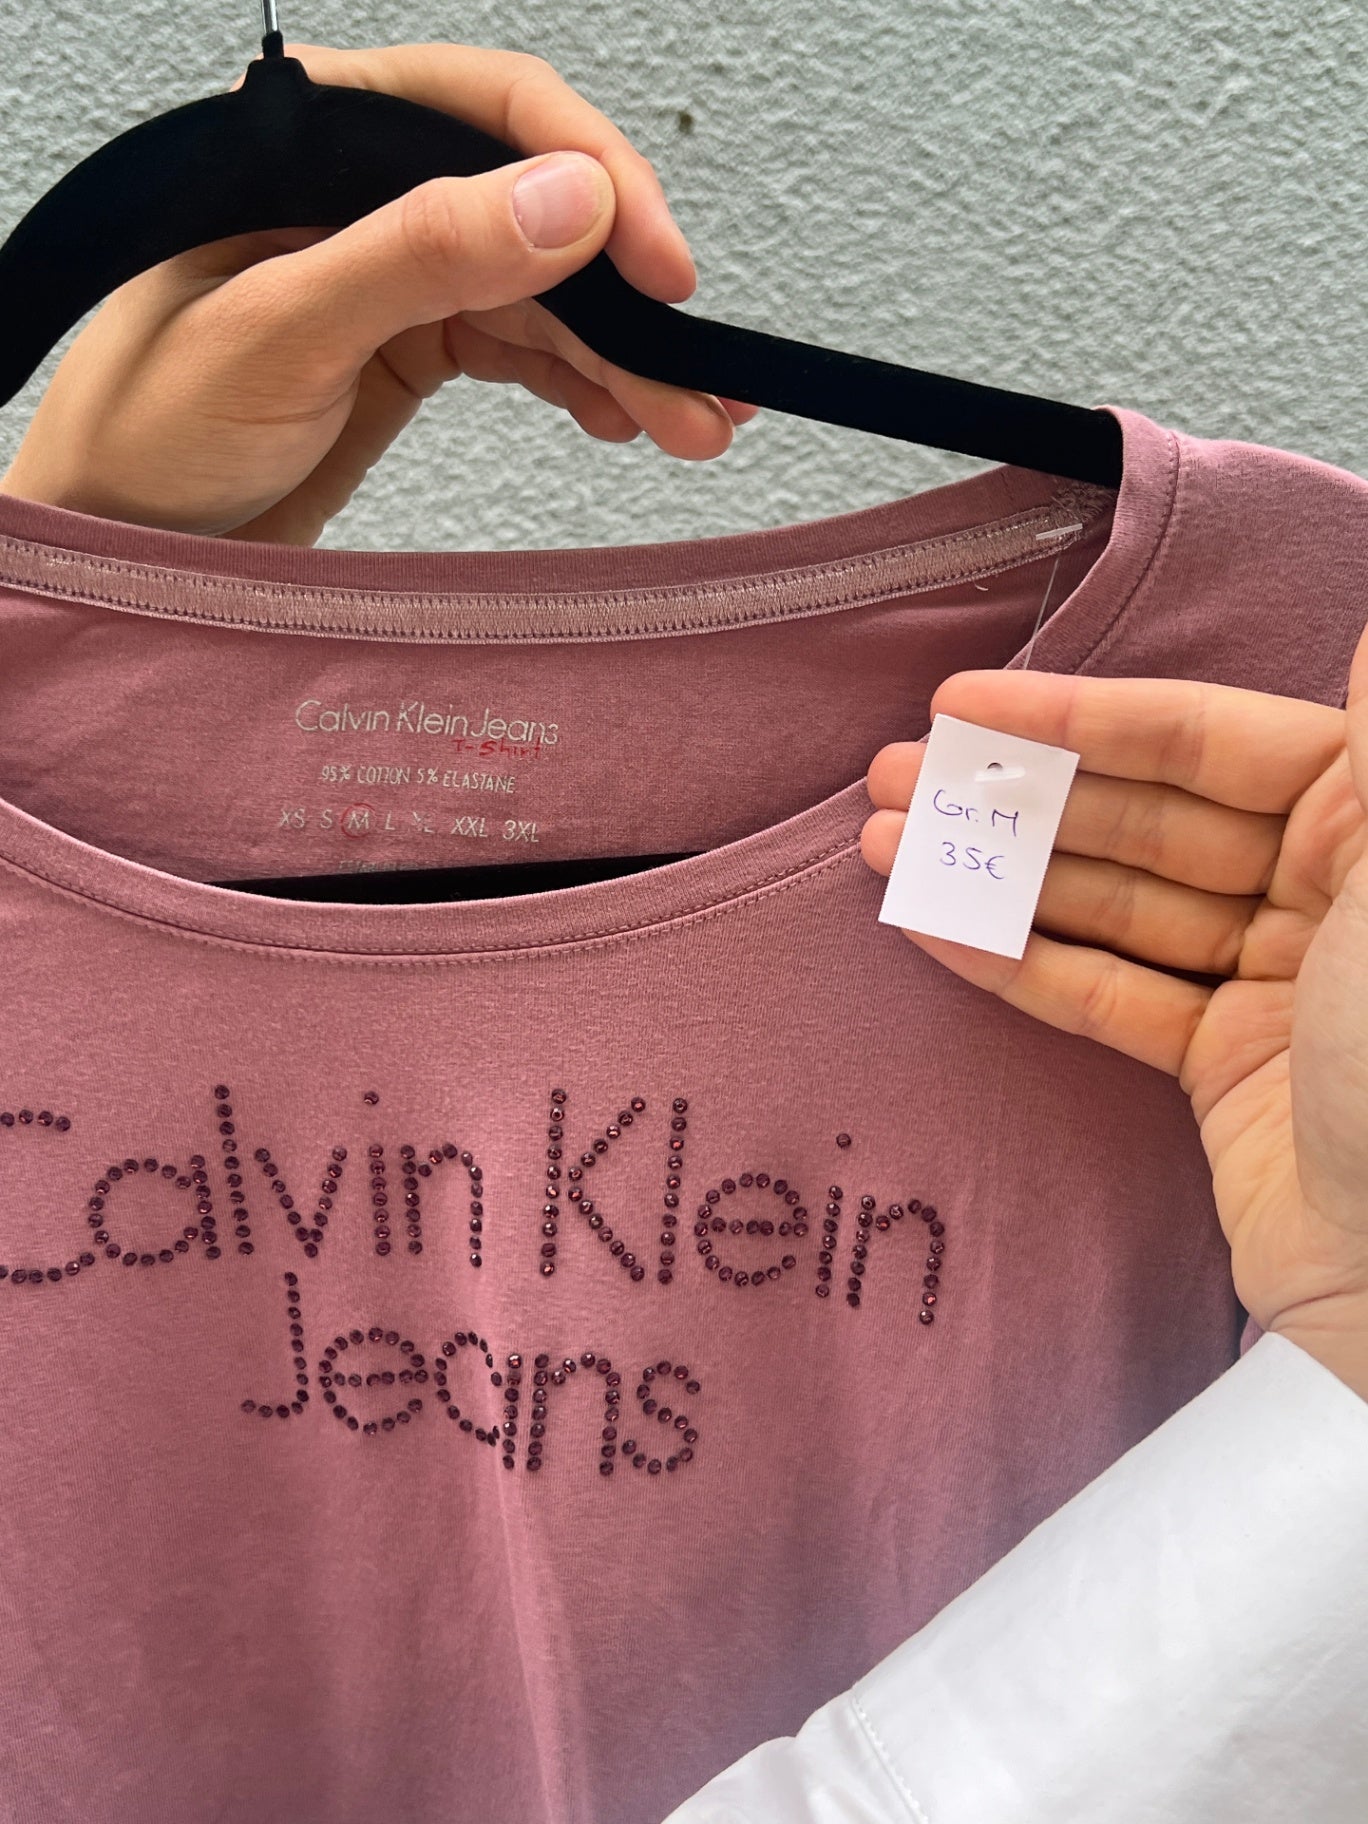 Calvin Klein Jeans
T-Shirt
95% COTTON 5% ELASTANE
XS S M L XL XXL 3XL
Gr. M
35€
Calvin Klein
Jeans